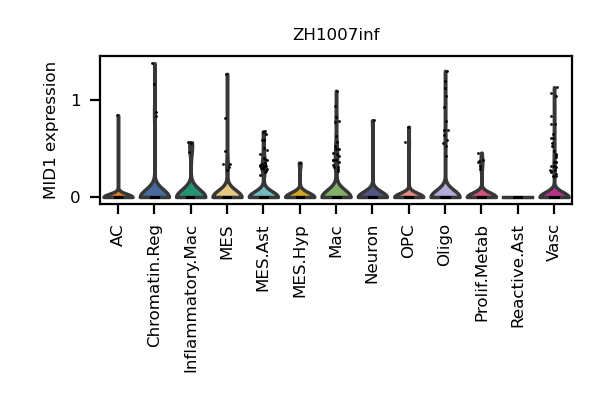 ZH1007inf
MID1 expression
1
0
AC
Chromatin.Reg
Inflammatory.Mac
MES
MES.Ast
MES.Hyp
Mac
Neuron
OPC
Oligo
Prolif.Metab
Reactive.Ast
Vasc